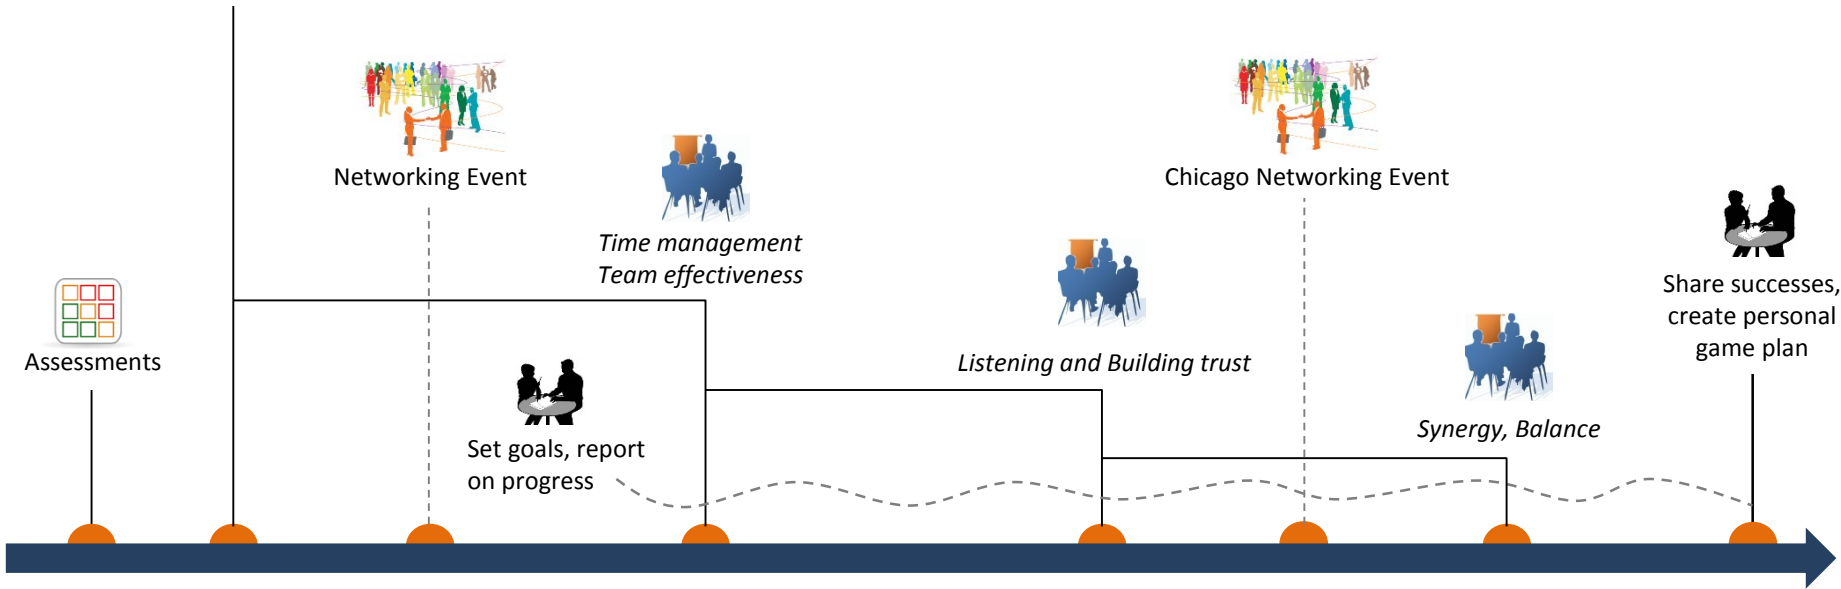 Networking Event
Chicago Networking Event
Time management
Team effectiveness
Share successes,
create personal
game plan
Assessments
Listening and Building trust
Set goals, report
on progress
Synergy, Balance